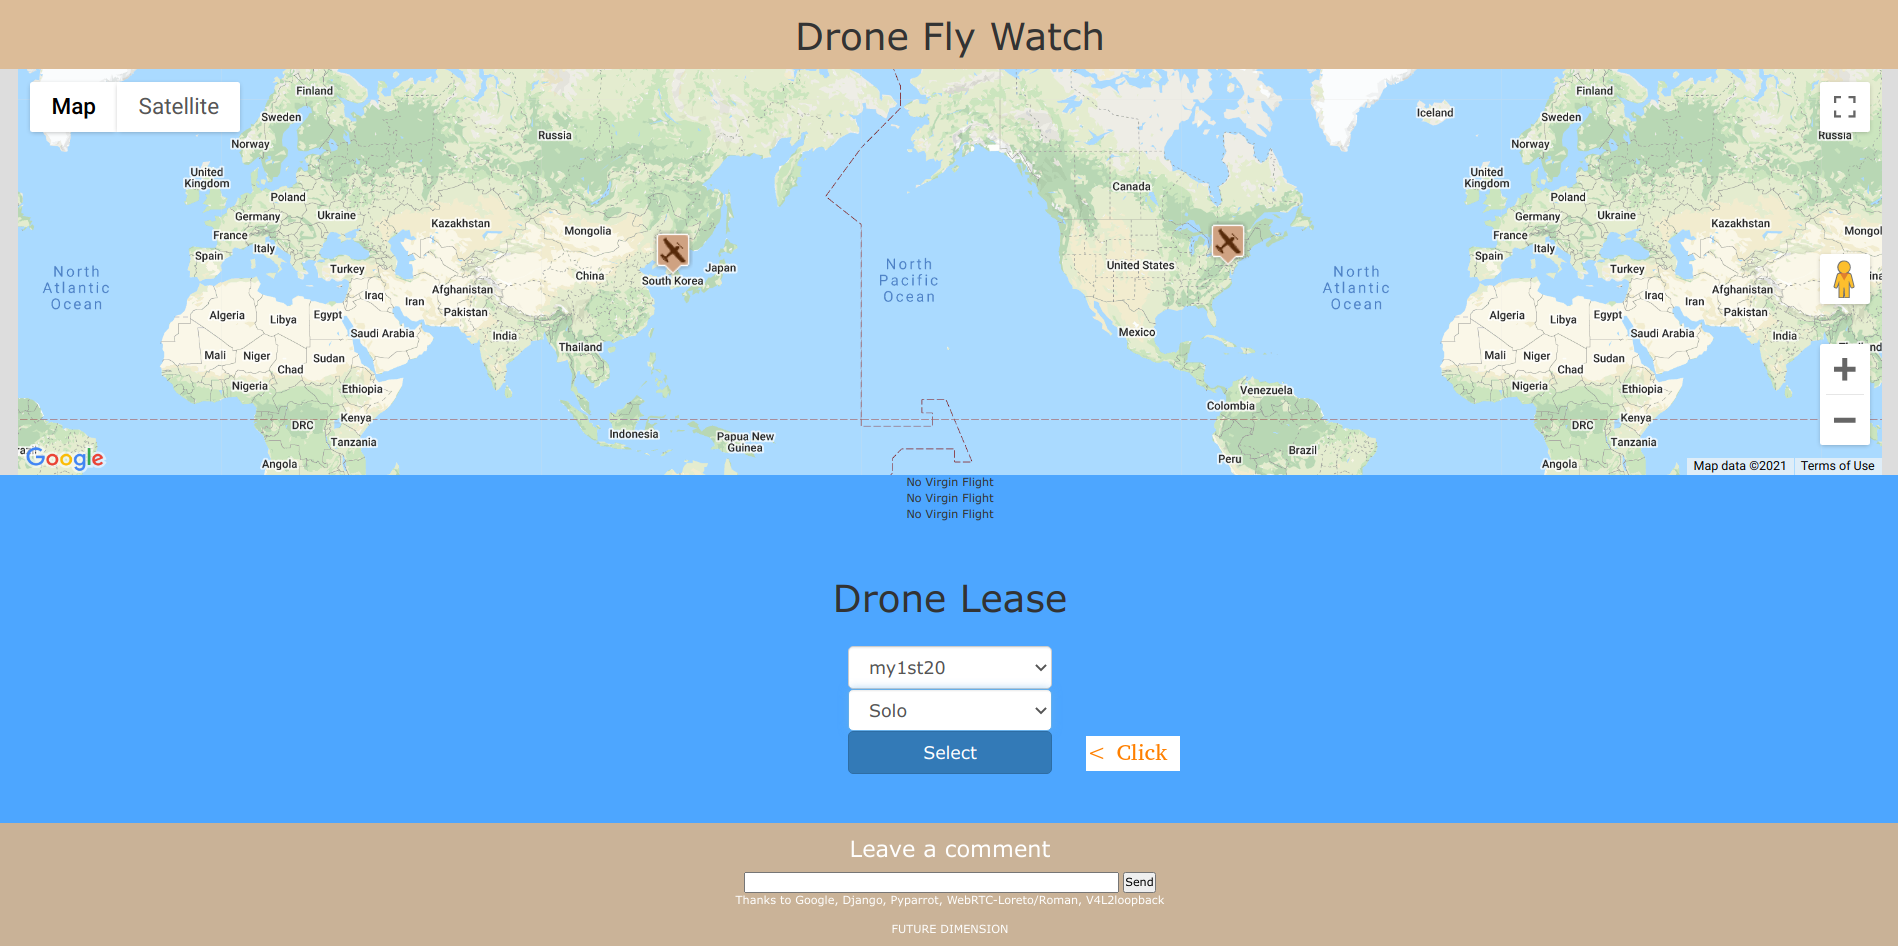 Drone Fly Watch
Map
Satellite
Finland
Sweden
Norway
Russia
United
Kingdom
Poland
Germany
Ukraine
France
Italy
Spain
Kazakhstan
Mongolia
Turkey
China
South Korea
Japan
North
Atlantic
Ocean
Iraq
Iran
Afghanistan
Pakistan
Algeria
Libya
Egypt
Saudi Arabia
India
Thailand
Mali
Niger
Chad
Sudan
Nigeria
Ethiopia
DRC
Kenya
Tanzania
Angola
Indonesia
Papua New
Guinea
North
Pacific
Ocean
Canada
United States
Mexico
Venezuela
Colombia
Peru
Brazil
North
Atlantic
Ocean
Iceland
Finland
Sweden
Norway
Russia
United
Kingdom
Poland
Germany
Ukraine
France
Italy
Spain
Kazakhstan
Mongol
Turkey
Iraq
Iran
Afghanistan
Pakistan
Algeria
Libya
Egypt
Saudi Arabia
India
Mali
Niger
Chad
Sudan
Nigeria
Ethiopia
DRC
Kenya
Tanzania
Angola
Google
Map data ©2021
Terms of Use
No Virgin Flight
No Virgin Flight
No Virgin Flight
Drone Lease
my1st20
Solo
Select
< Click
Leave a comment
Send
Thanks to Google, Django, Pyparrot, WebRTC-Loreto/Roman, V4L2loopback
FUTURE DIMENSION